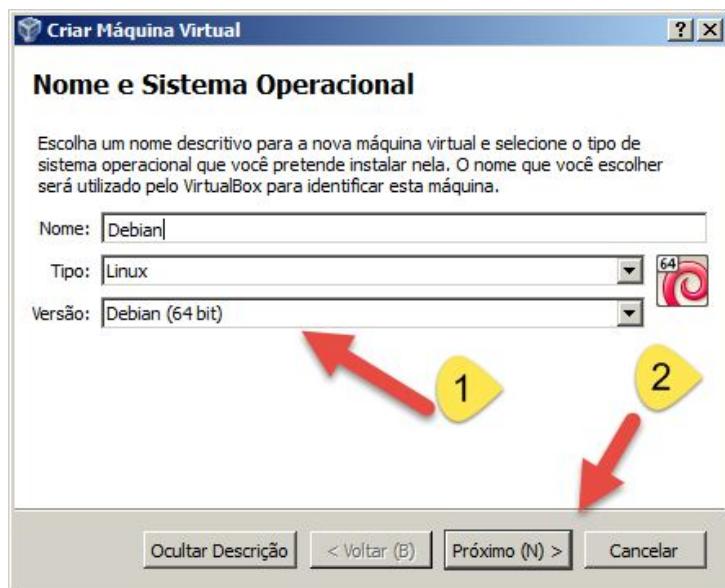 Criar Máquina Virtual
Nome e Sistema Operacional
Escolha um nome descritivo para a nova máquina virtual e selecione o tipo de
sistema operacional que você pretende instalar nela. O nome que você escolher
será utilizado pelo VirtualBox para identificar esta máquina.
Nome: Debian
Tipo: Linux
64
Versão: Debian (64 bit)
1
2
Ocultar Descrição < Voltar (B) Próximo (N) > Cancelar